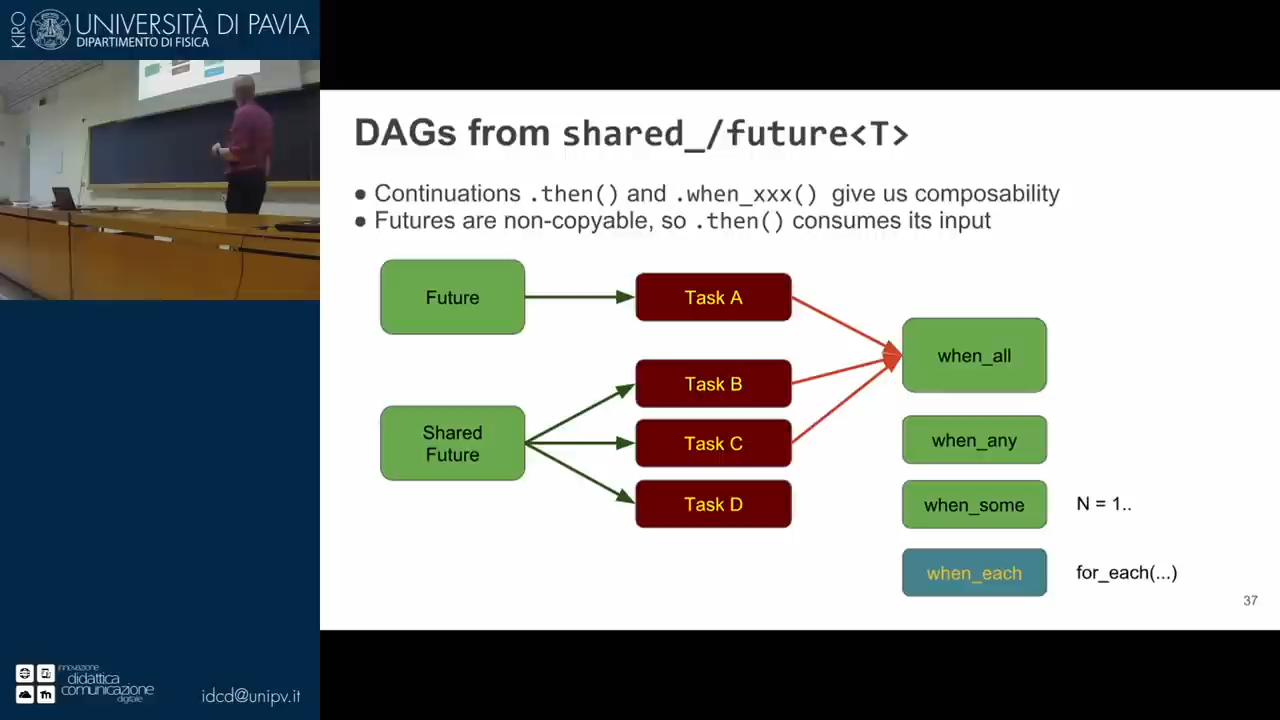 KIRO
UNIVERSITÀ DI PAVIA
DIPARTIMENTO DI FISICA
DAGs from shared_/future<T>
● Continuations .then() and .when_xxx() give us composability
● Futures are non-copyable, so .then() consumes its input
Future
Task A
when_all
Task B
Shared
Future
Task C
when_any
Task D
when_some
N = 1..
when_each
for_each(...)
37
innovazione
didattica
comunicazione
digitale
idcd@unipv.it